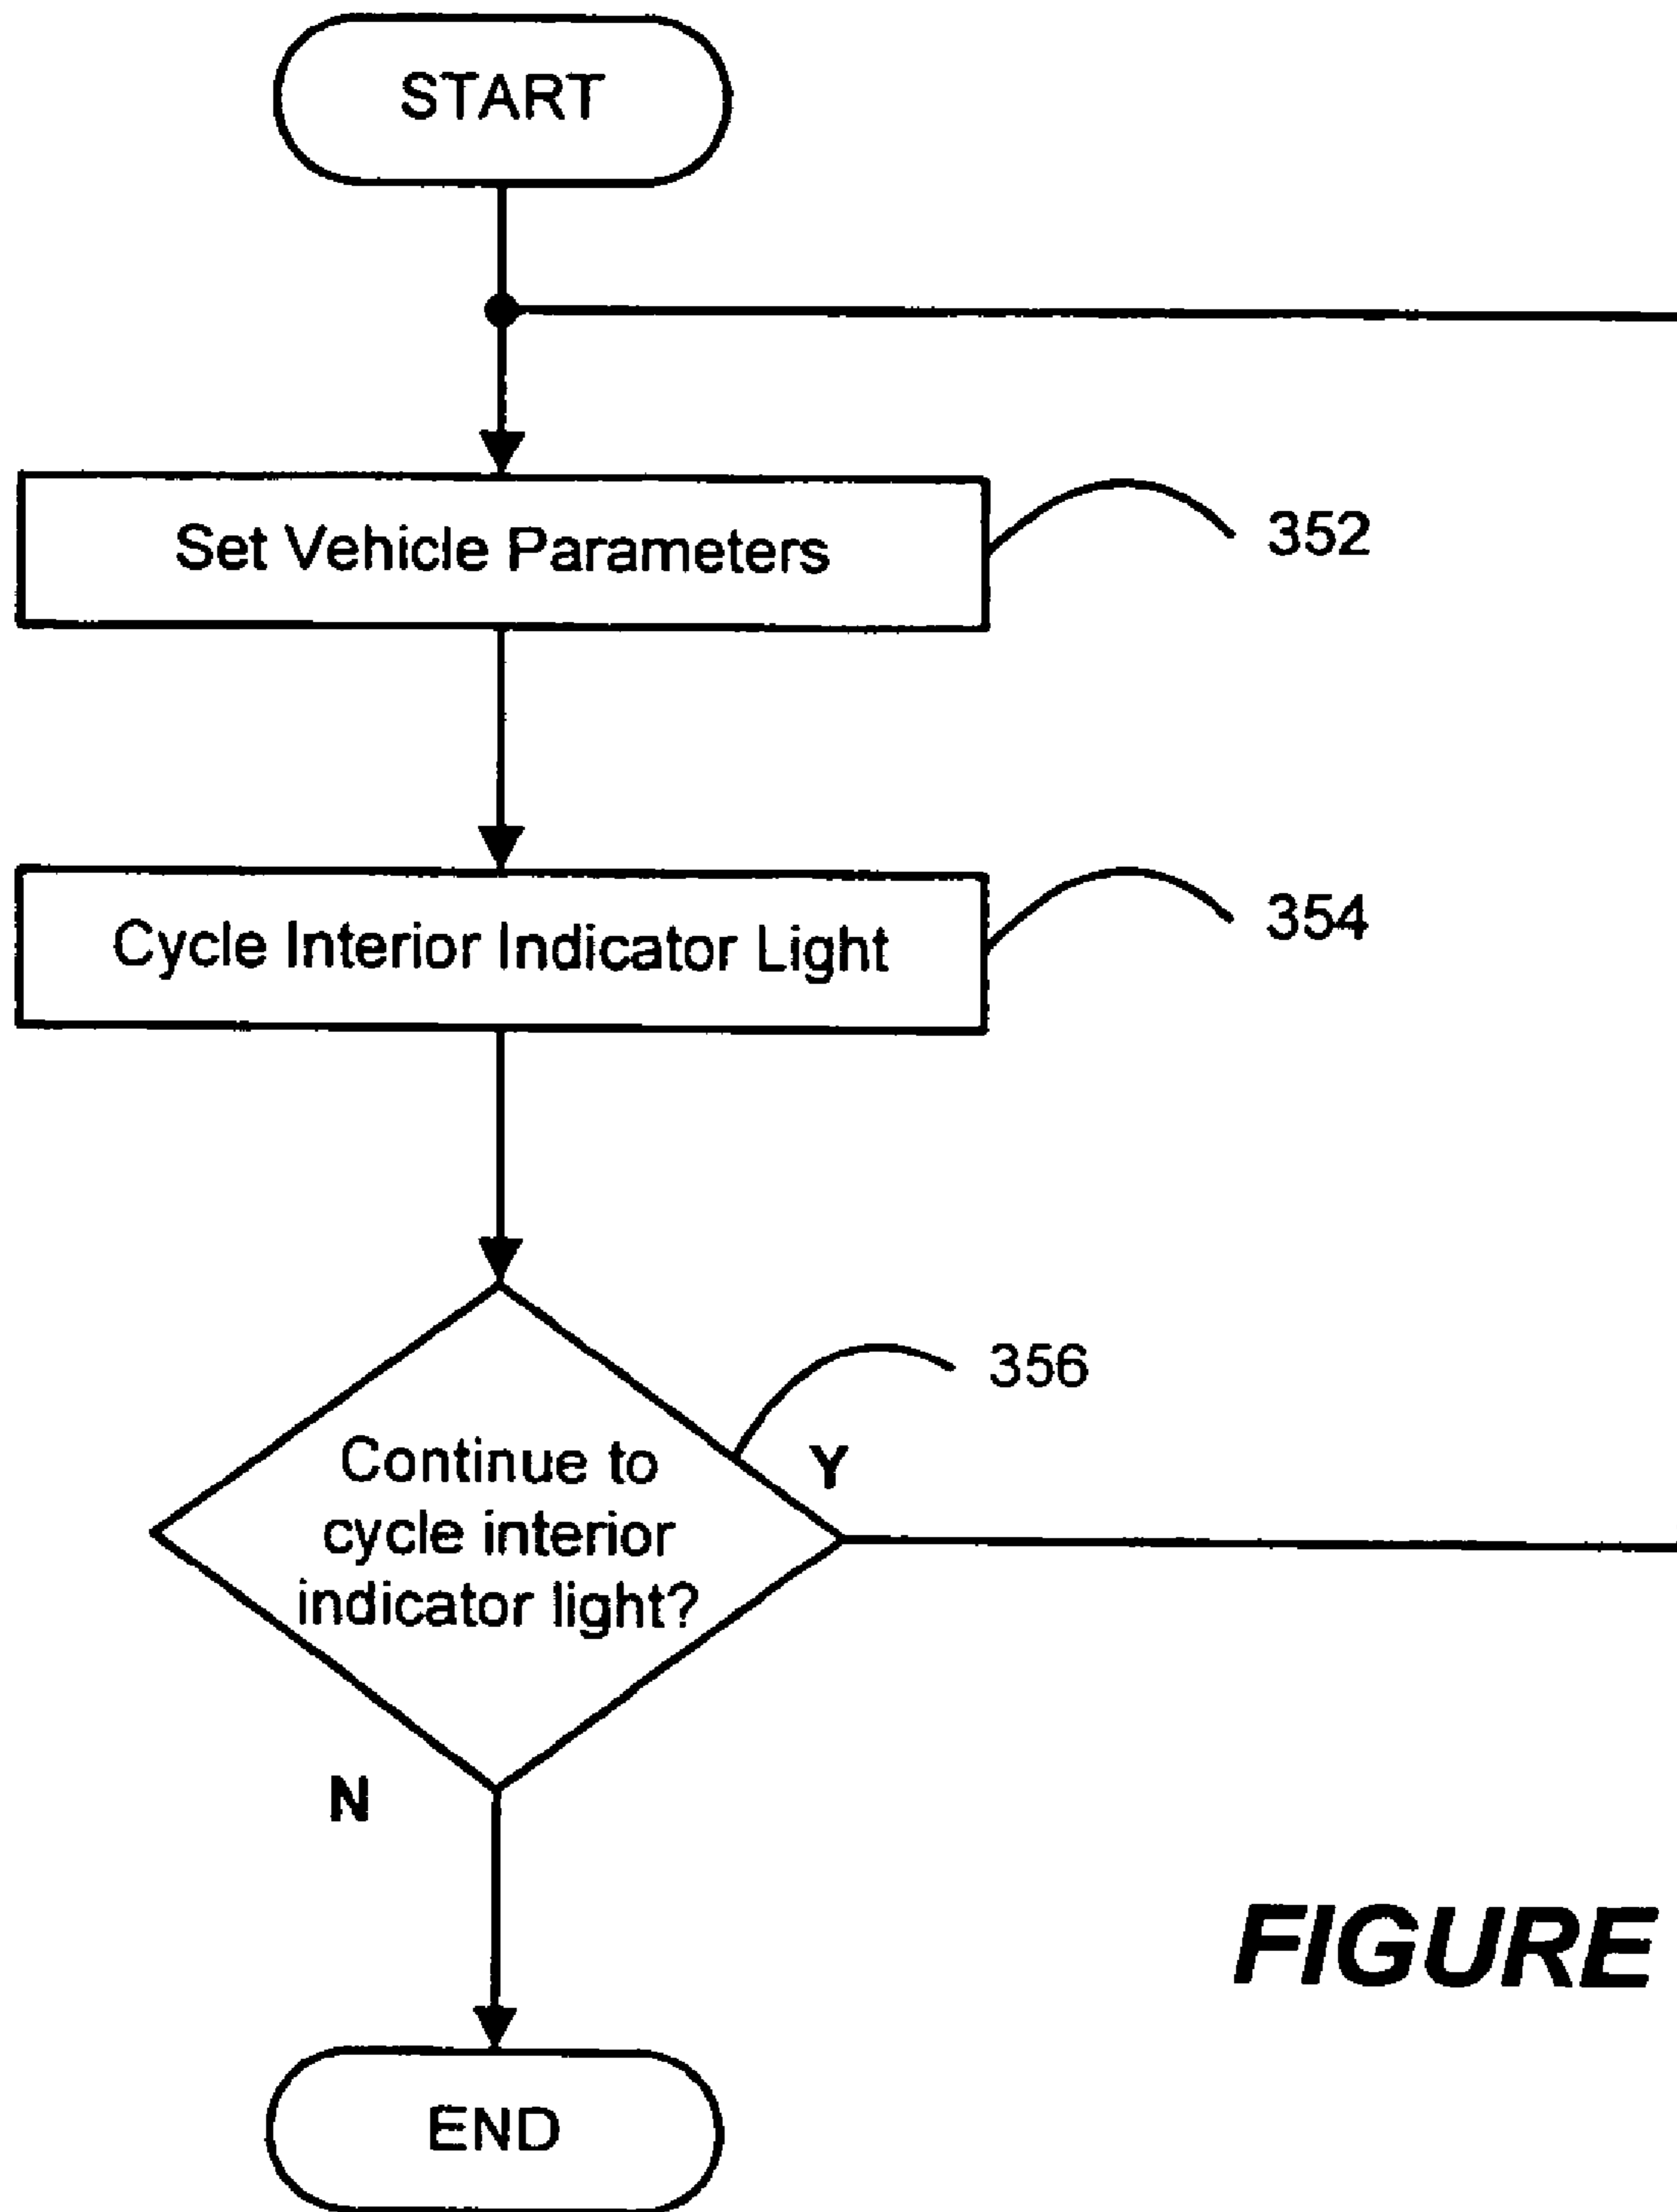 START
Set Vehicle Parameters
352
Cycle Interior Indicator Light
354
356
Continue to
cycle interior
indicator light?
Y
N
FIGURE
END